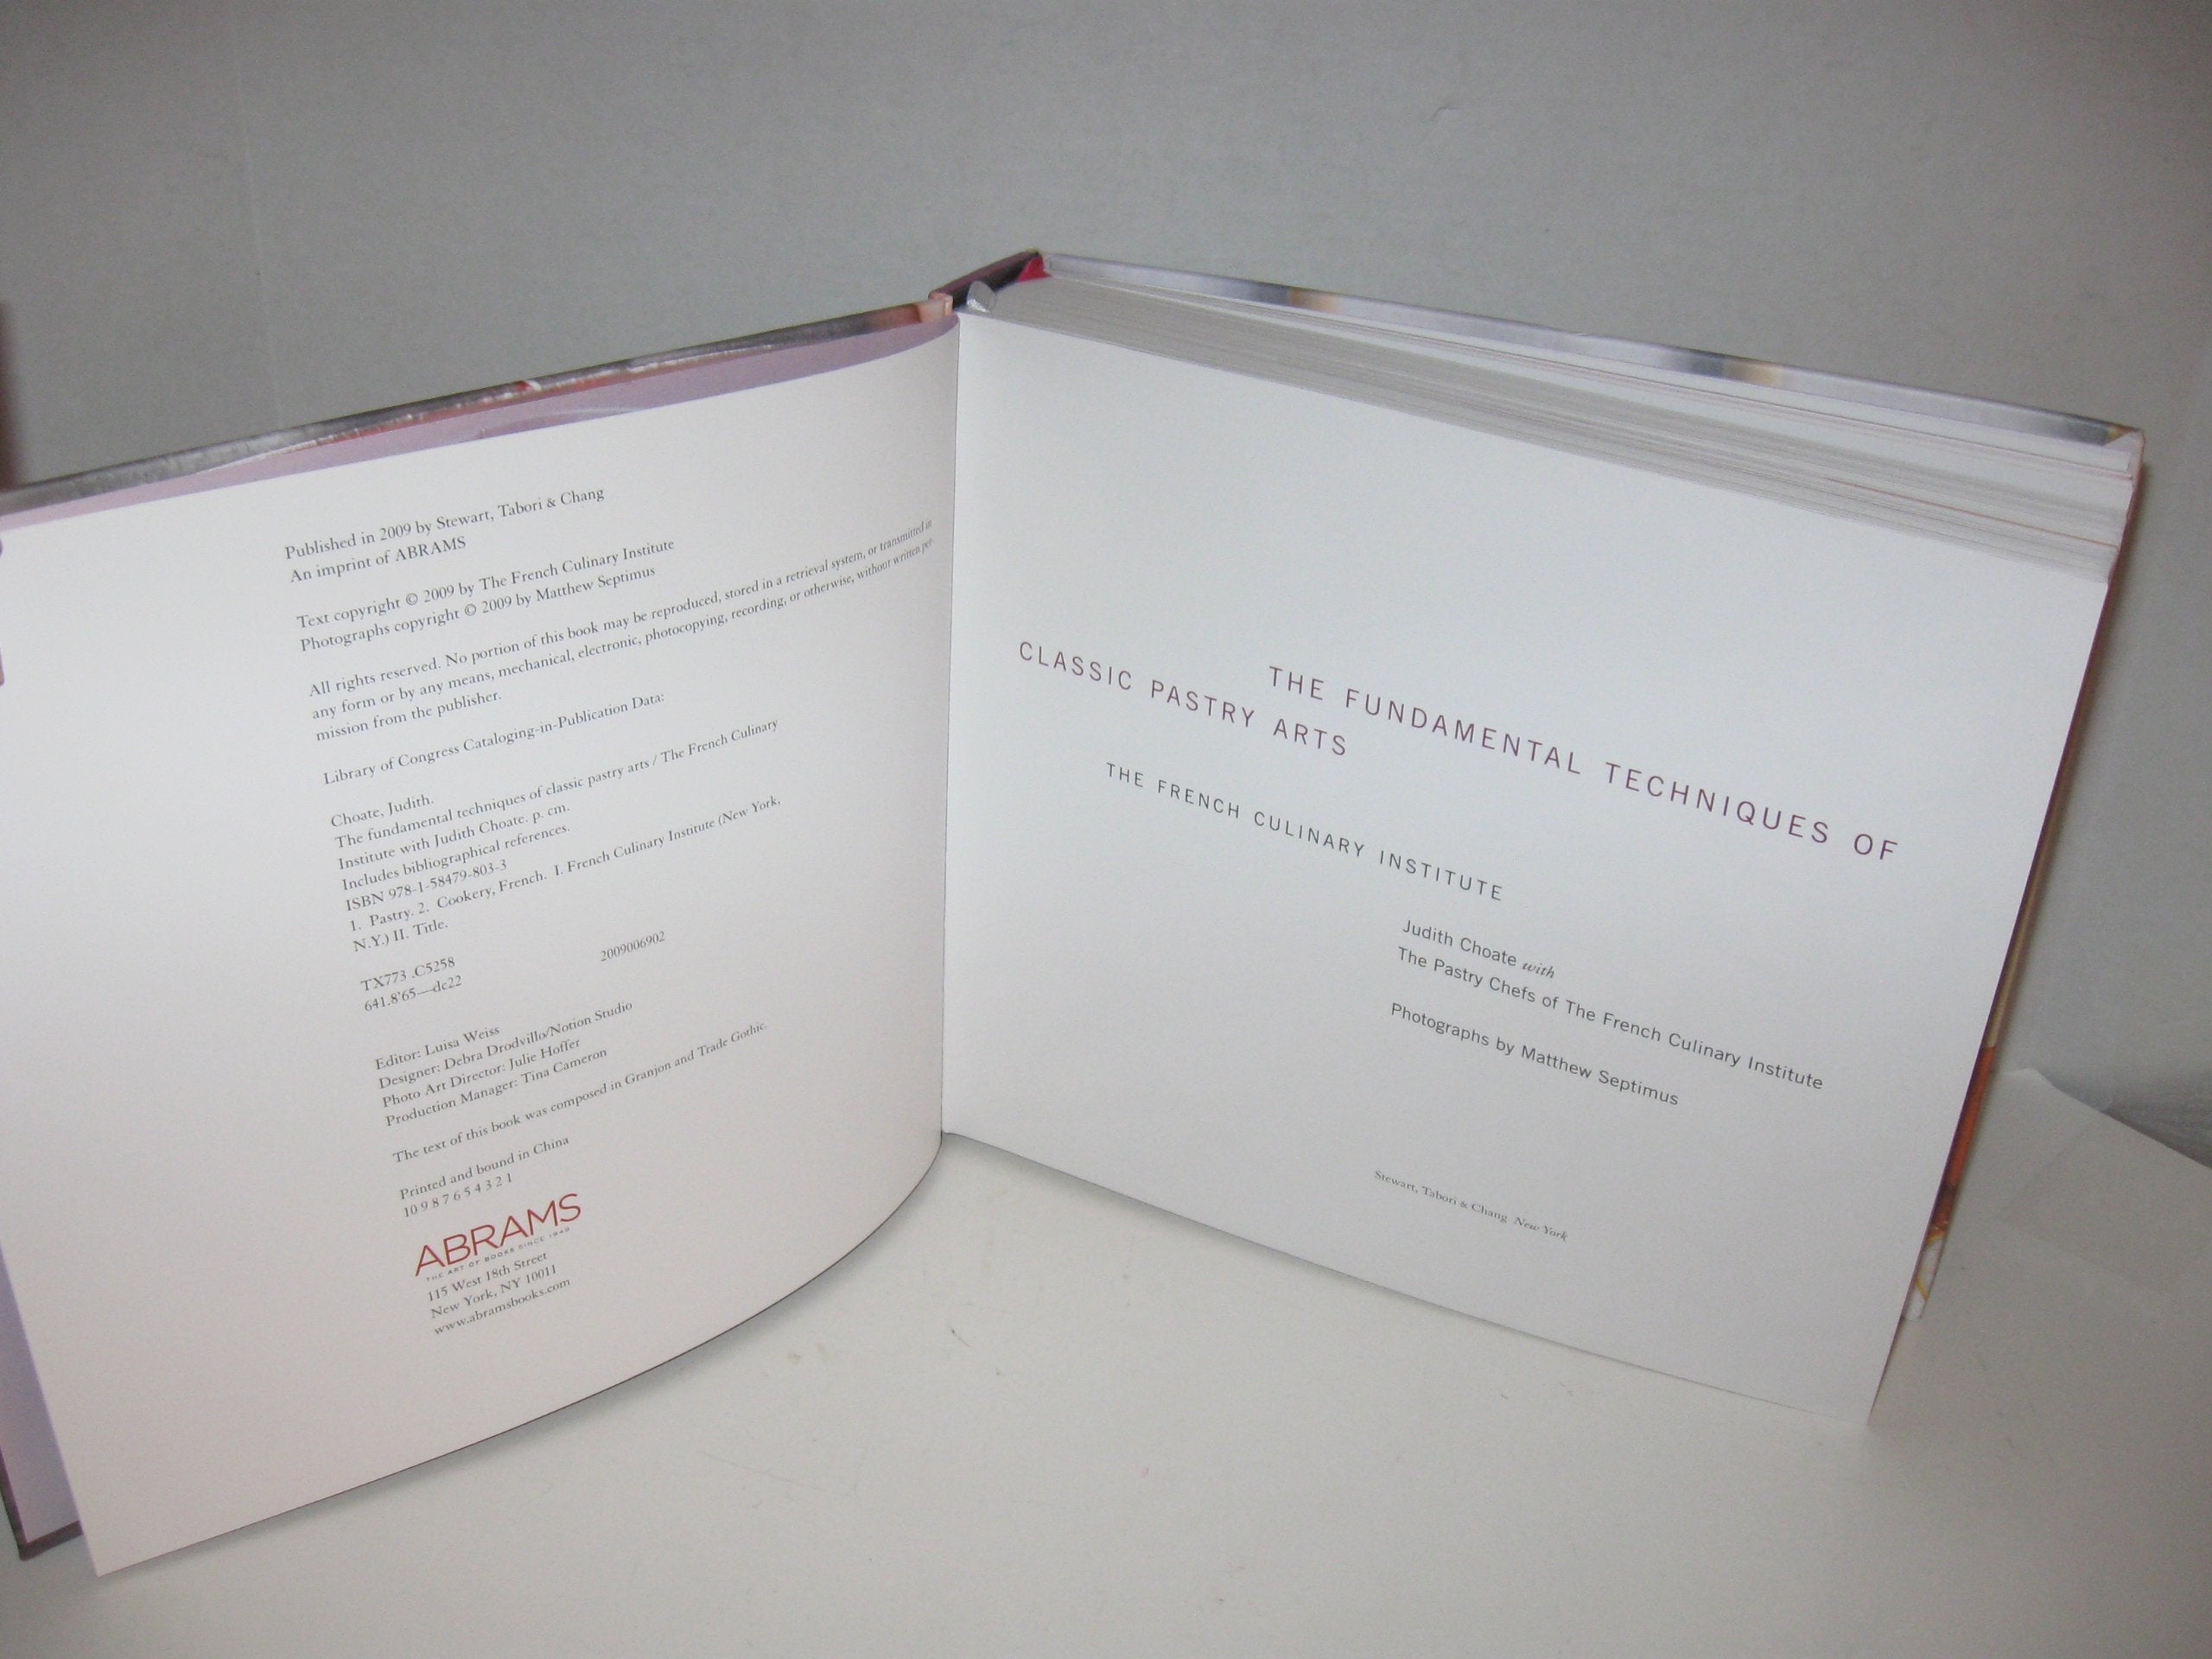 Published in 2009 by Stewart, Tabori & Chang
An imprint of ABRAMS
Text copyright © 2009 by The French Culinary Institute
Photographs copyright © 2009 by Matthew Septimus
All rights reserved. No portion of this book may be reproduced, stored in a retrieval system, or transmitted in
any form or by any means, mechanical, electronic, photocopying, recording, or otherwise, without written per-
mission from the publisher.
Library of Congress Cataloging-in-Publication Data:
Choate, Judith.
The fundamental techniques of classic pastry arts / The French Culinary
Institute with Judith Choate. p. cm.
Includes bibliographical references.
ISBN 978-1-58479-803-3
1. Pastry. 2. Cookery, French. I. French Culinary Institute (New York,
N.Y.) II. Title.
TX773 .C5258
641.8'65—dc22
2009006902
Editor: Luisa Weiss
Designer: Debra Drodvillo/Notion Studio
Photo Art Director: Julie Hoffer
Production Manager: Tina Cameron
The text of this book was composed in Granjon and Trade Gothic.
Printed and bound in China
10 9 8 7 6 5 4 3 2 1
ABRAMS
THE ART OF BOOKS SINCE 1949
115 West 18th Street
New York, NY 10011
www.abramsbooks.com
THE FUNDAMENTAL TECHNIQUES OF
CLASSIC PASTRY ARTS
THE FRENCH CULINARY INSTITUTE
Judith Choate with
The Pastry Chefs of The French Culinary Institute
Photographs by Matthew Septimus
Stewart, Tabori & Chang New York